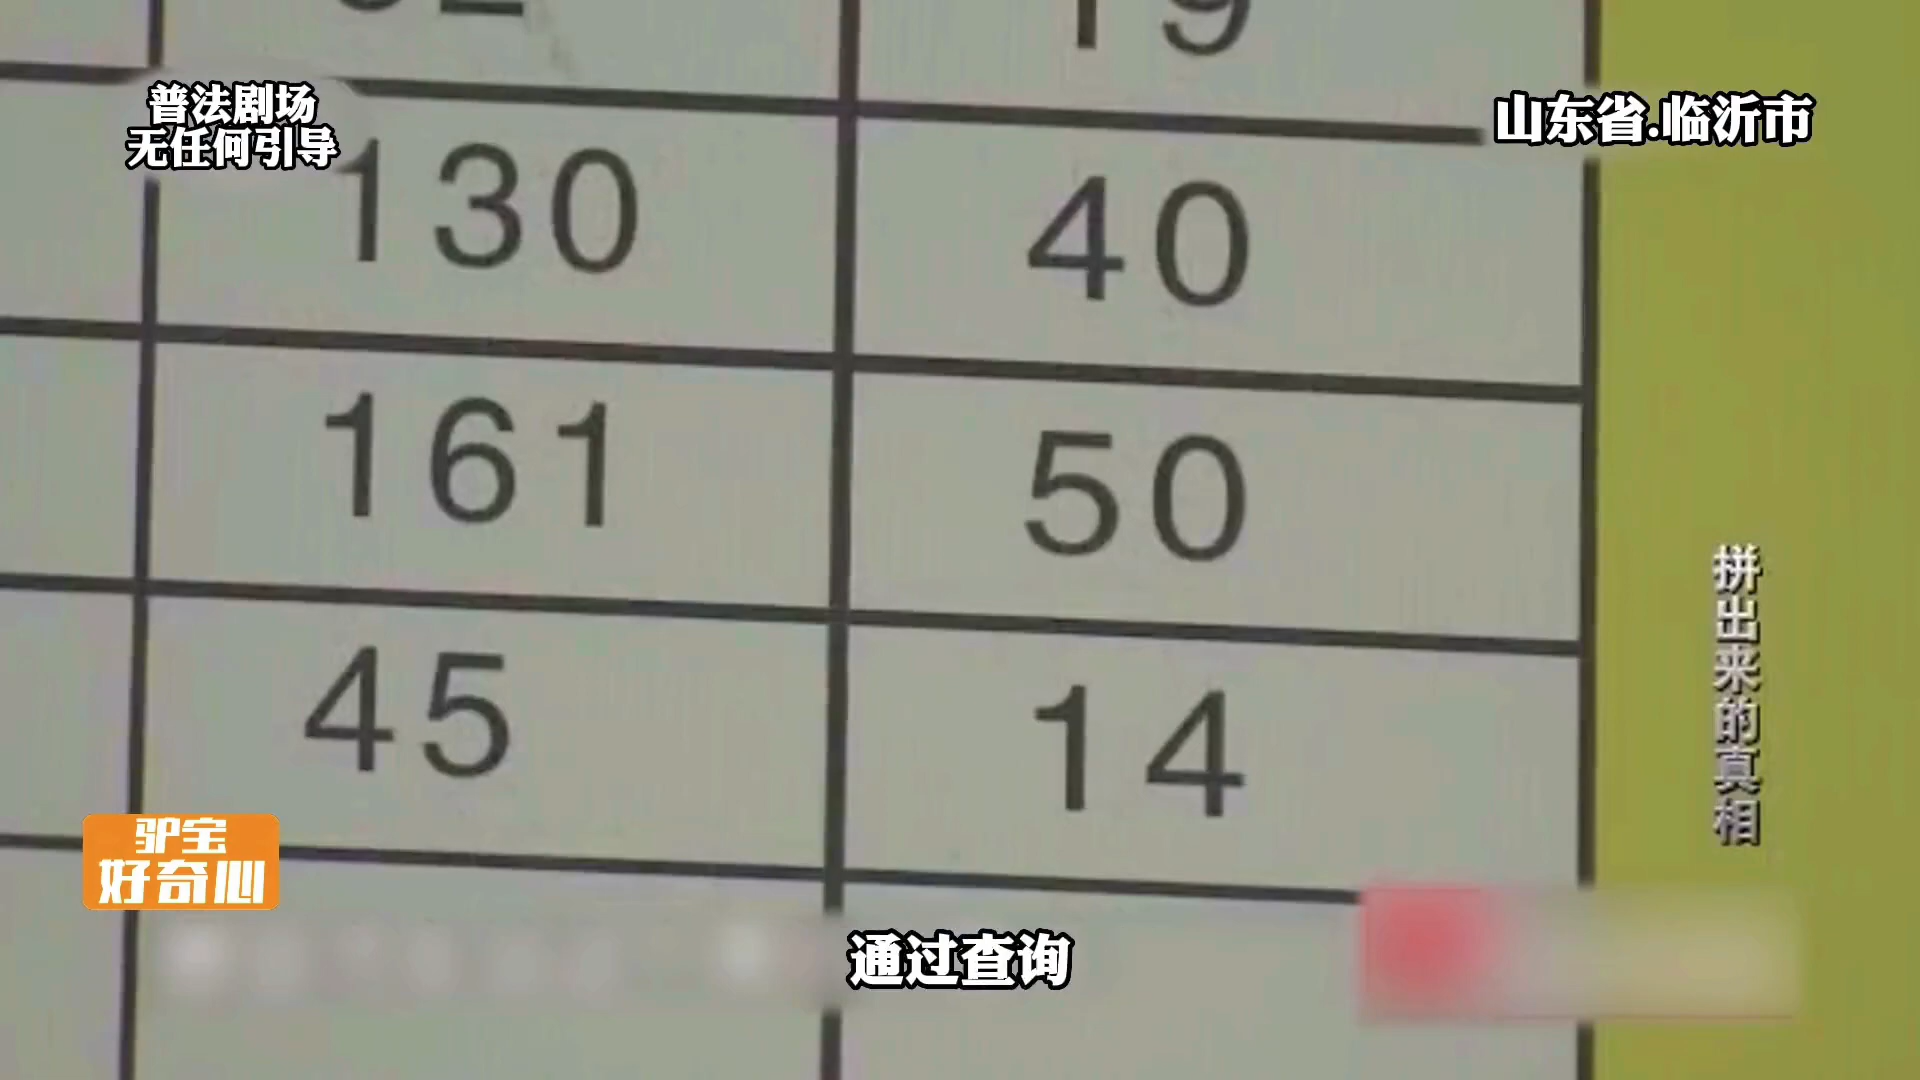 19
普法剧场
无任何引导
山东省.临沂市
130 40
161 50
45 14
拼出来的真相
驴宝
好奇心
通过查询